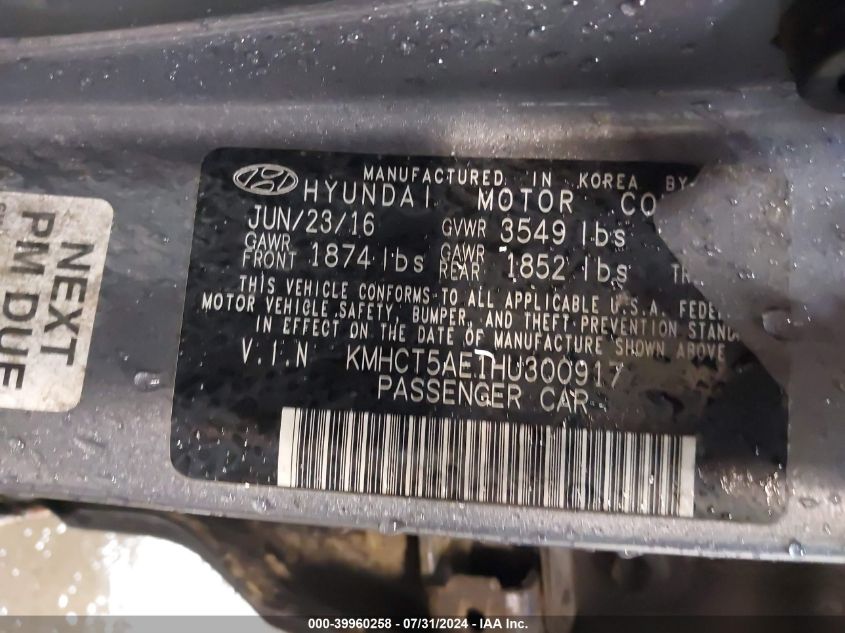 MANUFACTURED IN KOREA BY
HYUNDAI MOTOR CO
JUN/23/16 GVWR 3549 lbs
GAWR FRONT 1874 lbs GAWR REAR 1852 lbs TR
THIS VEHICLE CONFORMS TO ALL APPLICABLE U.S.A. FEDE
MOTOR VEHICLE SAFETY, BUMPER, AND THEFT PREVENTION STAND
IN EFFECT ON THE DATE OF MANUFACTURE SHOWN ABOVE
V.I.N KMHCT5AE1HU300917
PASSENGER CAR
NEXT
PM DUE
000-39960258 - 07/31/2024 - IAA Inc.